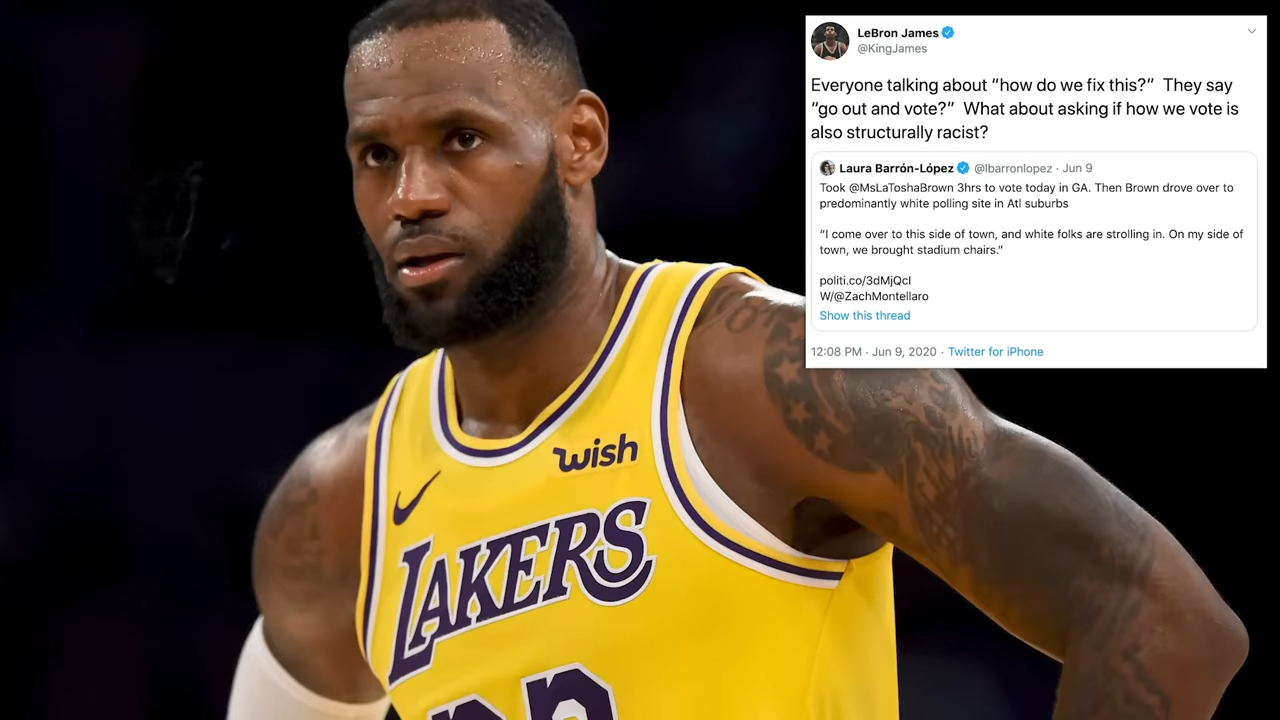 LeBron James
@KingJames
Everyone talking about “how do we fix this?”  They say
“go out and vote?”  What about asking if how we vote is
also structurally racist?
Laura Barrón-López @lbarronlopez · Jun 9
Took @MsLaToshaBrown 3hrs to vote today in GA. Then Brown drove over to
predominantly white polling site in Atl suburbs
“I come over to this side of town, and white folks are strolling in. On my side of
town, we brought stadium chairs.”
politi.co/3dMjQcI
W/@ZachMontellaro
Show this thread
12:08 PM · Jun 9, 2020 · Twitter for iPhone
wish
LAKERS